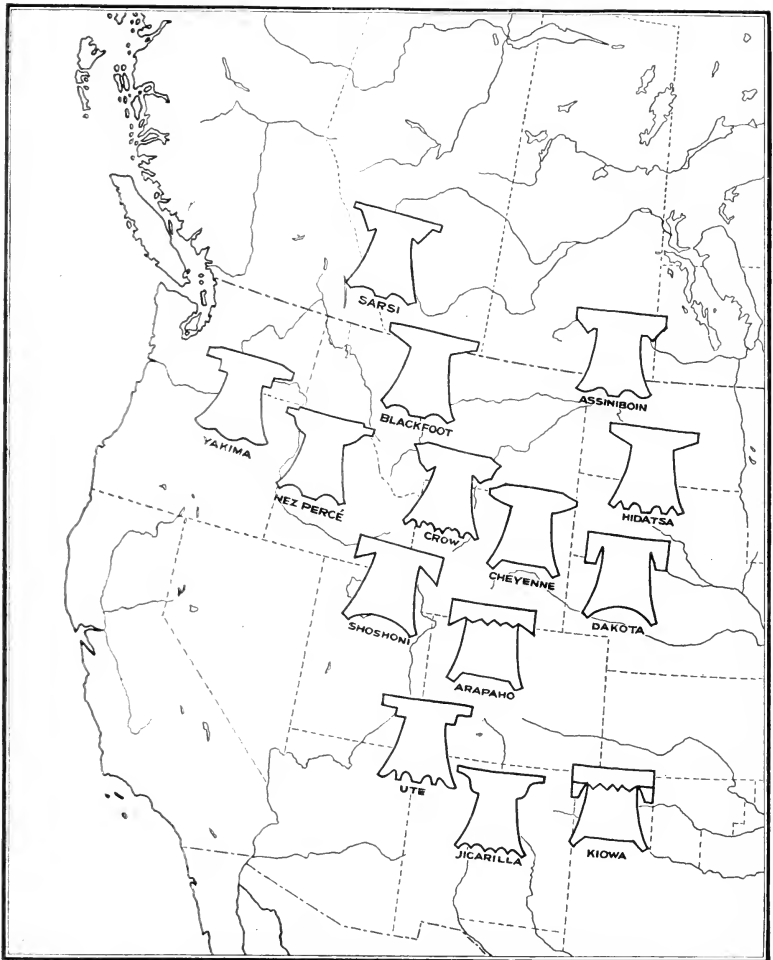 SARSI
ASSINIBOIN
BLACKFOOT
YAKIMA
NEZ PERCÉ
HIDATSA
CROW
CHEYENNE
SHOSHONI
DAKOTA
ARAPAHO
UTE
JICARILLA
KIOWA